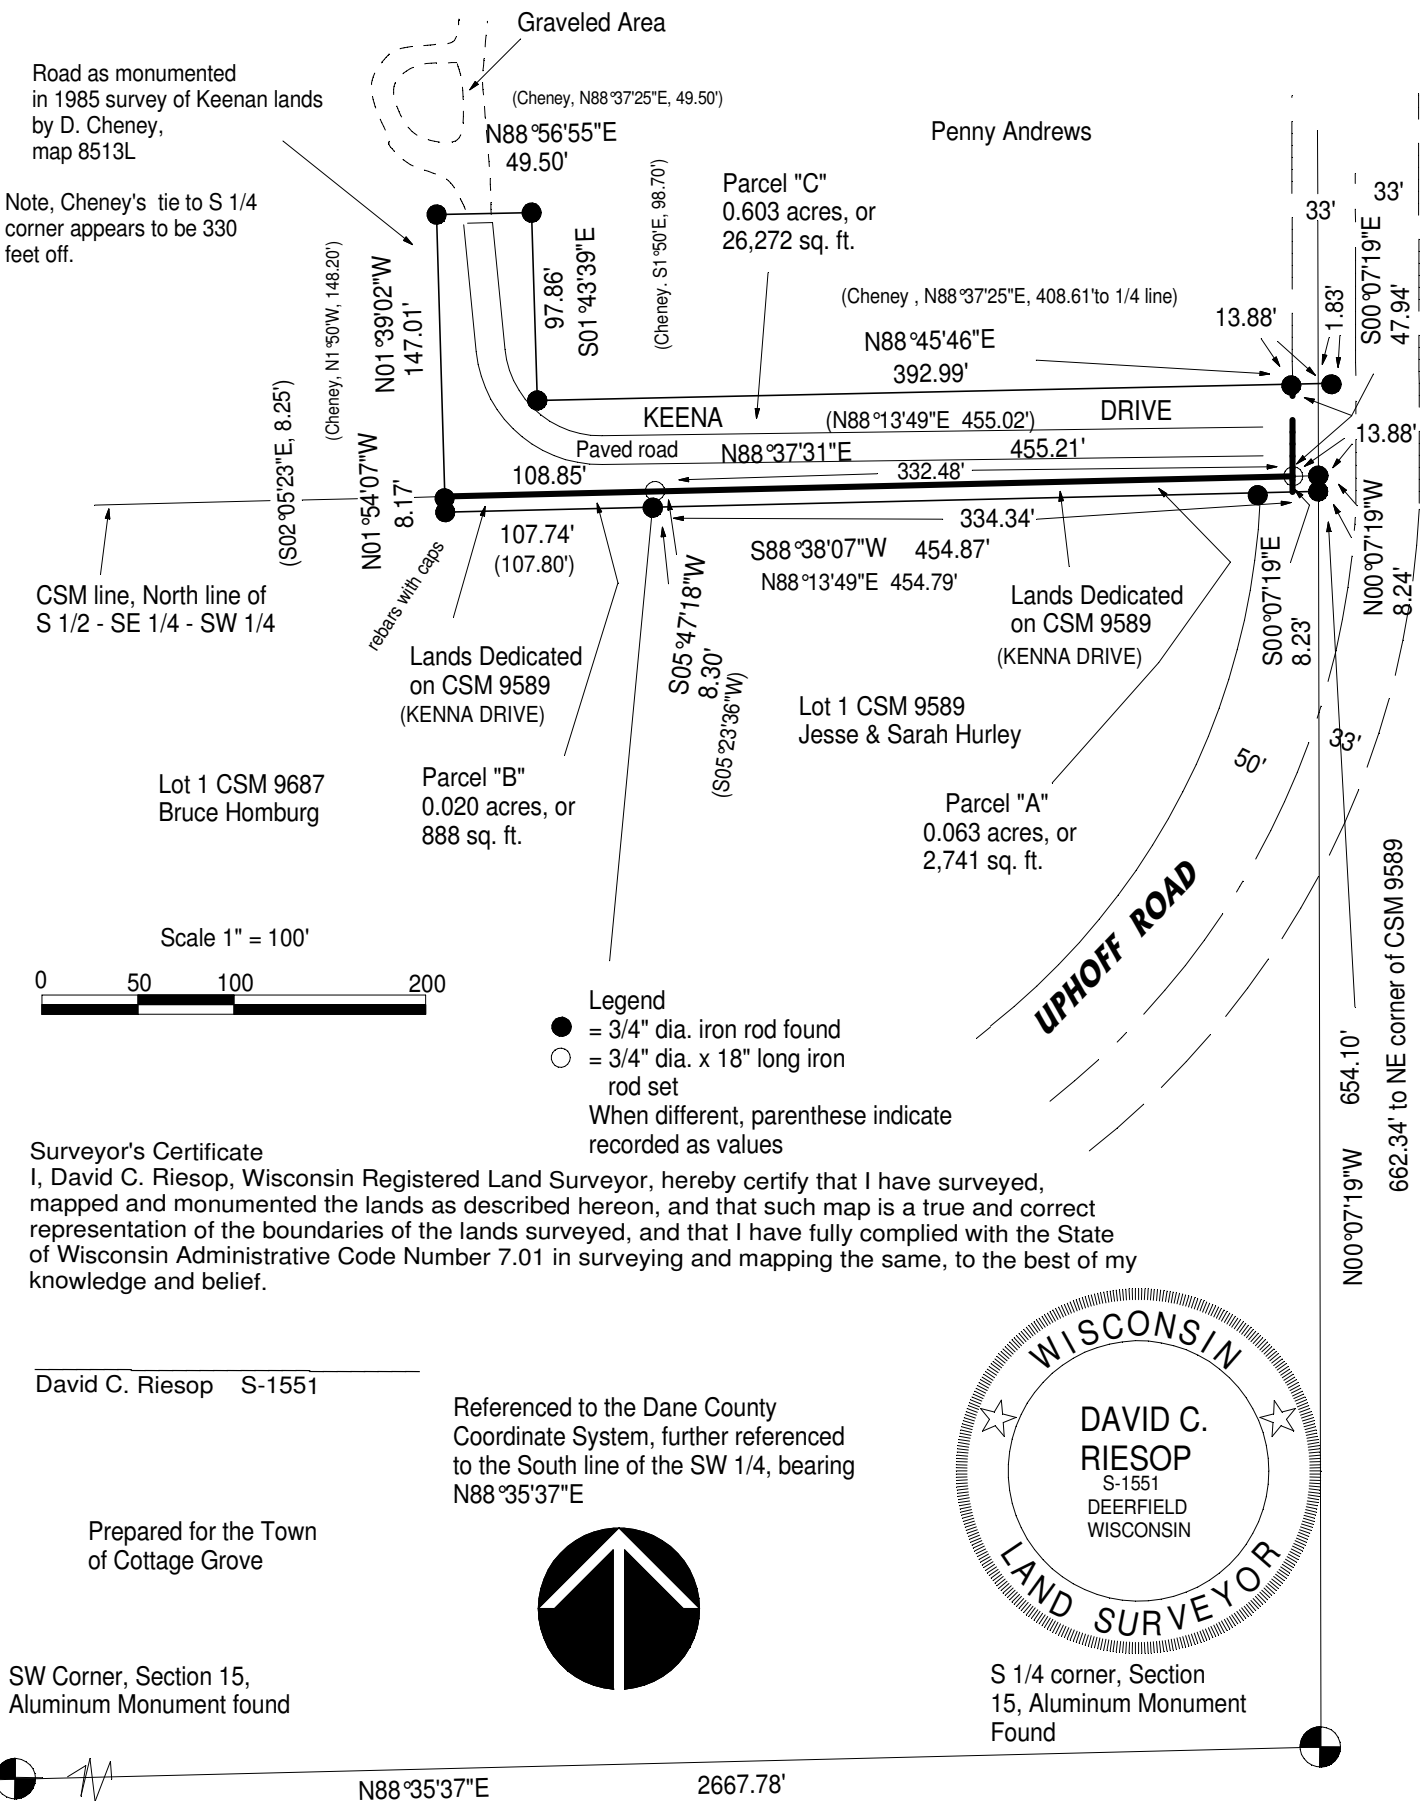 Graveled Area
Road as monumented
in 1985 survey of Keenan lands
by D. Cheney,
map 8513L
(Cheney, N88°37'25"E, 49.50')
N88°56'55"E
49.50'
Penny Andrews
Note, Cheney's tie to S 1/4
corner appears to be 330
feet off.
Parcel "C"
0.603 acres, or
26,272 sq. ft.
33'
33'
(Cheney, N1°50'W, 148.20')
N01°39'02"W
147.01'
97.86'
S01°43'39"E
(Cheney. S1°50'E, 98.70')
(Cheney , N88°37'25"E, 408.61'to 1/4 line)
N88°45'46"E
392.99'
13.88'
1.83'
S00°07'19"E
47.94'
KEENA
DRIVE
(N88°13'49"E 455.02')
Paved road
N88°37'31"E
455.21'
13.88'
108.85'
332.48'
(S02°05'23"E, 8.25')
N01°54'07"W
8.17'
107.74'
(107.80')
334.34'
S88°38'07"W 454.87'
N88°13'49"E 454.79'
S05°47'18"W
8.30'
(S05°23'36"W)
S00°07'19"E
8.23'
N00°07'19"W
8.24'
CSM line, North line of
S 1/2 - SE 1/4 - SW 1/4
rebars with caps
Lands Dedicated
on CSM 9589
(KENNA DRIVE)
Lands Dedicated
on CSM 9589
(KENNA DRIVE)
Lot 1 CSM 9589
Jesse & Sarah Hurley
50'
33'
Lot 1 CSM 9687
Bruce Homburg
Parcel "B"
0.020 acres, or
888 sq. ft.
Parcel "A"
0.063 acres, or
2,741 sq. ft.
UPHOFF ROAD
N00°07'19"W 654.10'
662.34' to NE corner of CSM 9589
Scale 1" = 100'
0 50 100 200
Legend
= 3/4" dia. iron rod found
= 3/4" dia. x 18" long iron
rod set
When different, parenthese indicate
recorded as values
Surveyor's Certificate
I, David C. Riesop, Wisconsin Registered Land Surveyor, hereby certify that I have surveyed,
mapped and monumented the lands as described hereon, and that such map is a true and correct
representation of the boundaries of the lands surveyed, and that I have fully complied with the State
of Wisconsin Administrative Code Number 7.01 in surveying and mapping the same, to the best of my
knowledge and belief.
David C. Riesop S-1551
Referenced to the Dane County
Coordinate System, further referenced
to the South line of the SW 1/4, bearing
N88°35'37"E
WISCONSIN
DAVID C.
RIESOP
S-1551
DEERFIELD
WISCONSIN
LAND SURVEYOR
Prepared for the Town
of Cottage Grove
SW Corner, Section 15,
Aluminum Monument found
S 1/4 corner, Section
15, Aluminum Monument
Found
N88°35'37"E
2667.78'